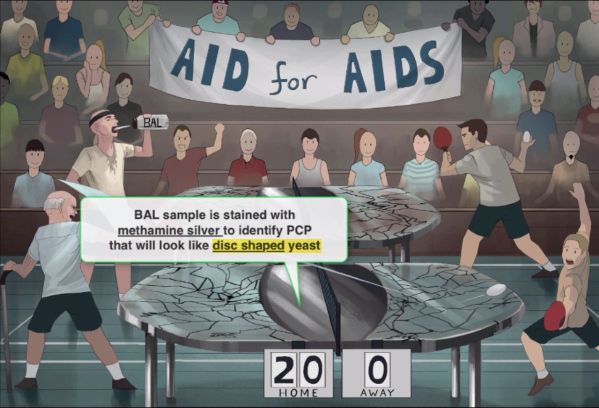 AID for AIDS
BAL
BAL sample is stained with
methamine silver to identify PCP
that will look like disc shaped yeast
20 0
HOME AWAY